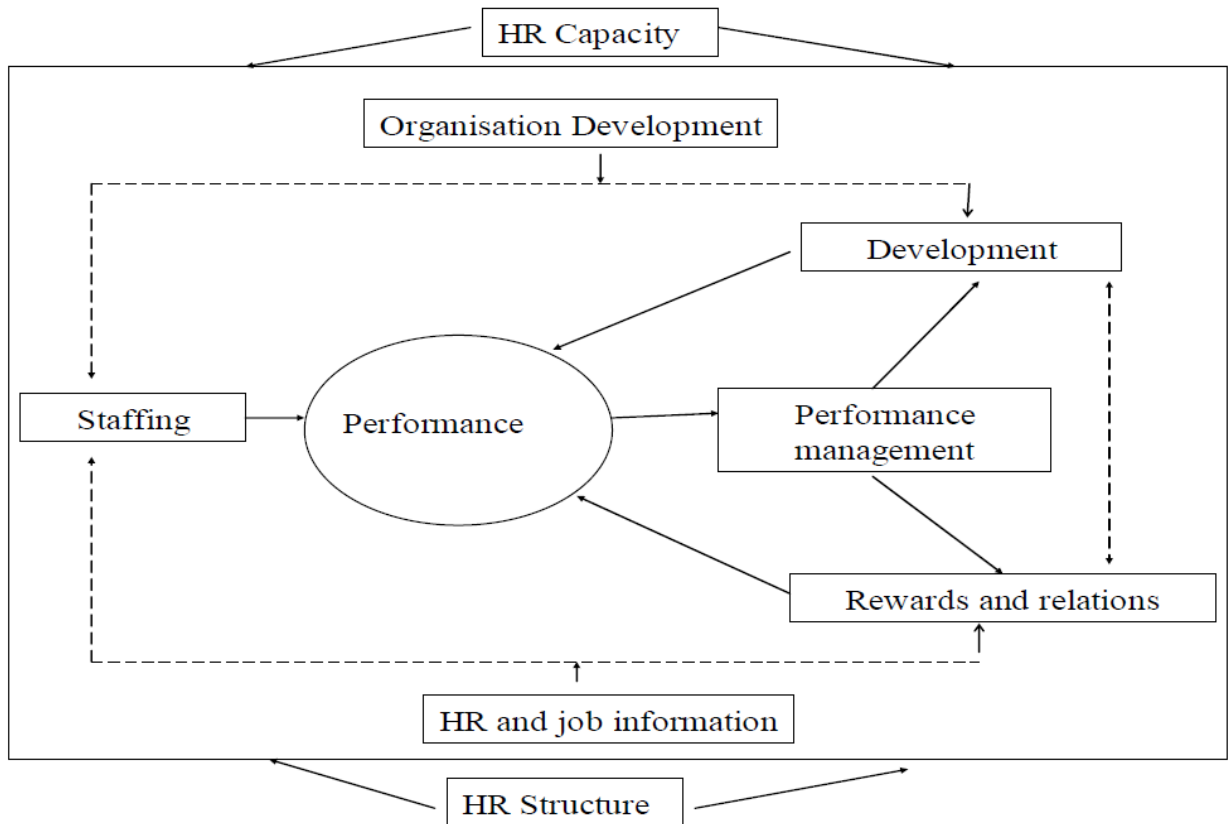 HR Capacity
Organisation Development
Development
Staffing
Performance
Performance
management
Rewards and relations
HR and job information
HR Structure